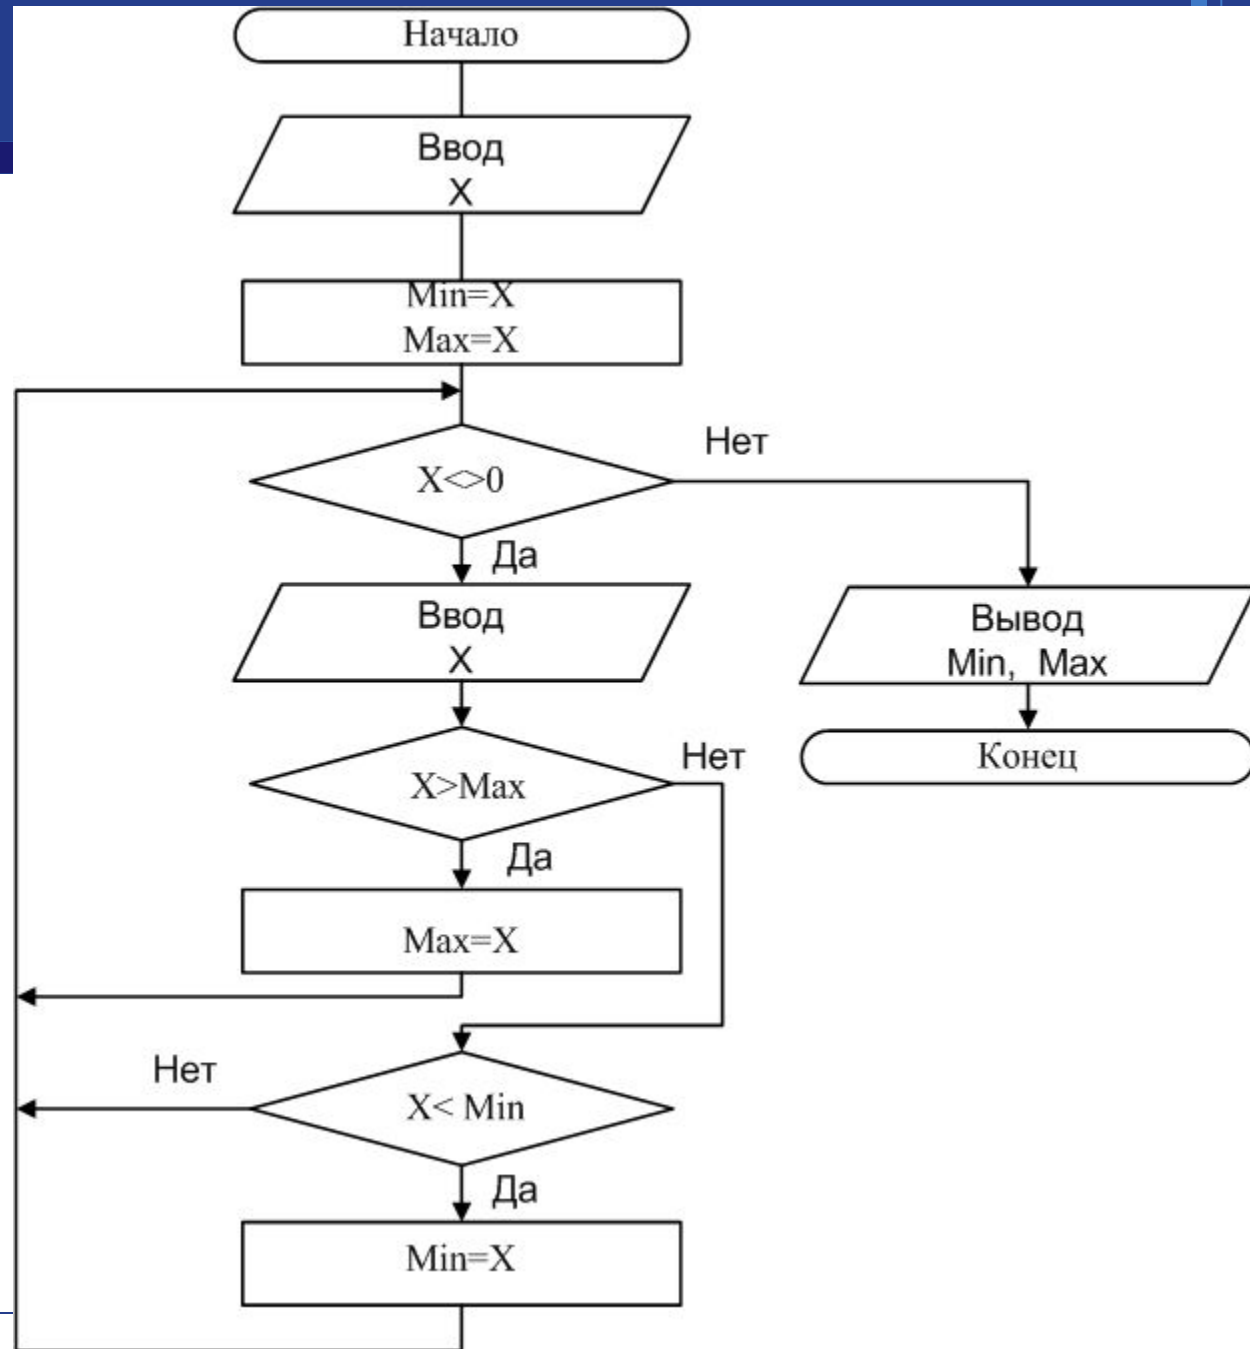 Начало
Ввод
X
Min=X
Max=X
X<>0
Нет
Да
Ввод
X
Вывод
Min, Max
X>Max
Нет
Конец
Да
Max=X
Нет
X< Min
Да
Min=X